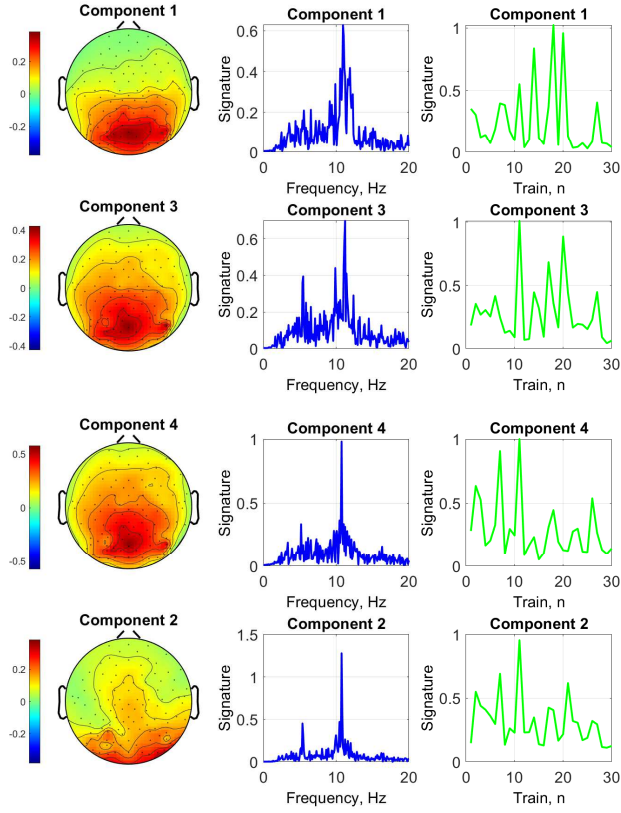 Component 1 Component 1 Component 1
0.2
0
-0.2
Signature
0.6
0.4
0.2
0
0 10 20
Frequency, Hz
Signature
1
0.5
0
0 10 20 30
Train, n
Component 3 Component 3 Component 3
0.4
0.2
0
-0.2
-0.4
Signature
0.6
0.4
0.2
0
0 10 20
Frequency, Hz
Signature
1
0.5
0
0 10 20 30
Train, n
Component 4 Component 4 Component 4
0.5
0
-0.5
Signature
1
0.5
0
0 10 20
Frequency, Hz
Signature
1
0.5
0
0 10 20 30
Train, n
Component 2 Component 2 Component 2
0.2
0
-0.2
Signature
1.5
1
0.5
0
0 10 20
Frequency, Hz
Signature
1
0.5
0
0 10 20 30
Train, n